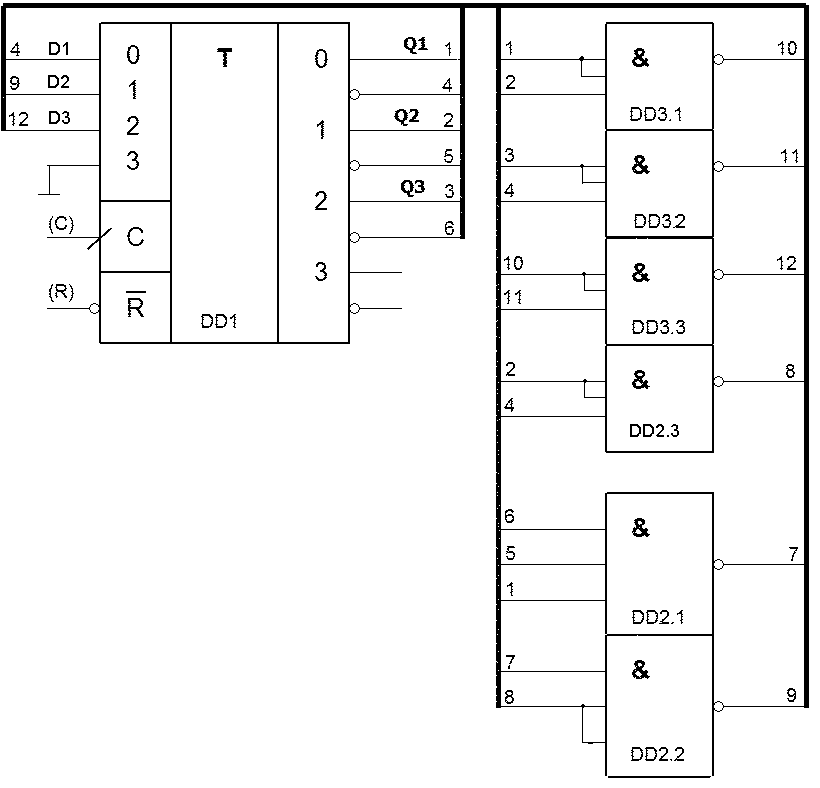 4 D1 0 T 0 Q1 1
9 D2 1 4
12 D3 2 1 Q2 2
3 5
2 Q3 3
(C) C 6
3
(R) R̅ DD1
1 & 10
2 DD3.1
3 & 11
4 DD3.2
10 & 12
11 DD3.3
2 & 8
4 DD2.3
6 &
5 7
1 DD2.1
7 &
8 9
DD2.2